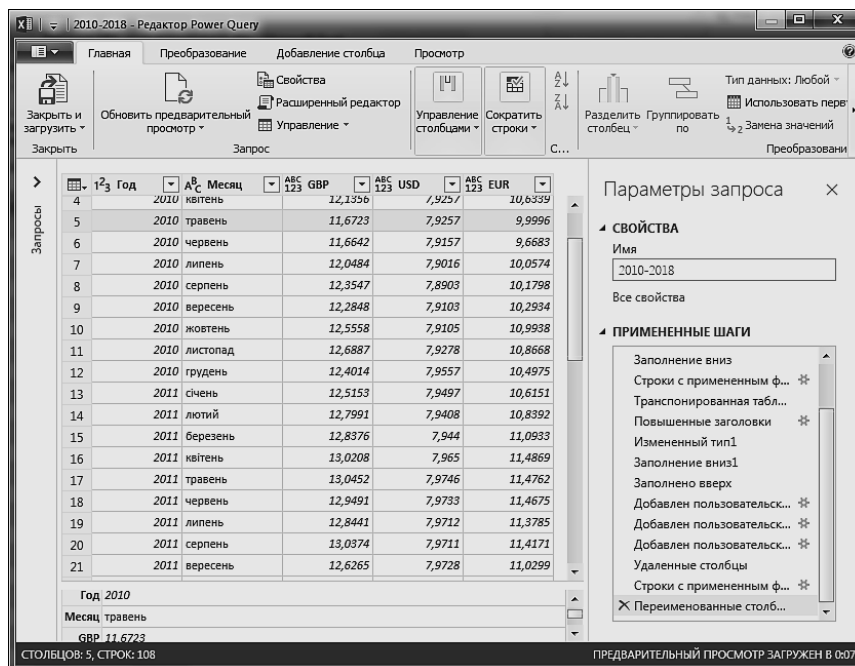 2010-2018 - Редактор Power Query
Главная Преобразование Добавление столбца Просмотр
Закрыть и загрузить
Обновить предварительный просмотр
Свойства
Расширенный редактор
Управление
Управление столбцами
Сократить строки
Разделить столбец
Группировать по
Тип данных: Любой
Использовать перв
Замена значений
Закрыть Запрос С... Преобразовани
Запросы
Год Месяц GBP USD EUR
4 2010 квітень 12,1356 7,9257 10,6339
5 2010 травень 11,6723 7,9257 9,9996
6 2010 червень 11,6642 7,9157 9,6683
7 2010 липень 12,0484 7,9016 10,0574
8 2010 серпень 12,3547 7,8903 10,1798
9 2010 вересень 12,2848 7,9103 10,2934
10 2010 жовтень 12,5558 7,9105 10,9938
11 2010 листопад 12,6887 7,9278 10,8668
12 2010 грудень 12,4014 7,9557 10,4975
13 2011 січень 12,5153 7,9497 10,6151
14 2011 лютий 12,7991 7,9408 10,8392
15 2011 березень 12,8376 7,944 11,0933
16 2011 квітень 13,0208 7,965 11,4869
17 2011 травень 13,0452 7,9746 11,4762
18 2011 червень 12,9491 7,9733 11,4675
19 2011 липень 12,8441 7,9712 11,3785
20 2011 серпень 13,0374 7,9711 11,4171
21 2011 вересень 12,6265 7,9728 11,0299
Год 2010
Месяц травень
GBP 11,6723
Параметры запроса
СВОЙСТВА
Имя
2010-2018
Все свойства
ПРИМЕНЕННЫЕ ШАГИ
Заполнение вниз
Строки с примененным ф...
Транспонированная табл...
Повышенные заголовки
Измененный тип1
Заполнение вниз1
Заполнено вверх
Добавлен пользовательск...
Добавлен пользовательск...
Добавлен пользовательск...
Удаленные столбцы
Строки с примененным ф...
Переименованные столб...
СТОЛБЦОВ: 5, СТРОК: 108
ПРЕДВАРИТЕЛЬНЫЙ ПРОСМОТР ЗАГРУЖЕН В 0:07